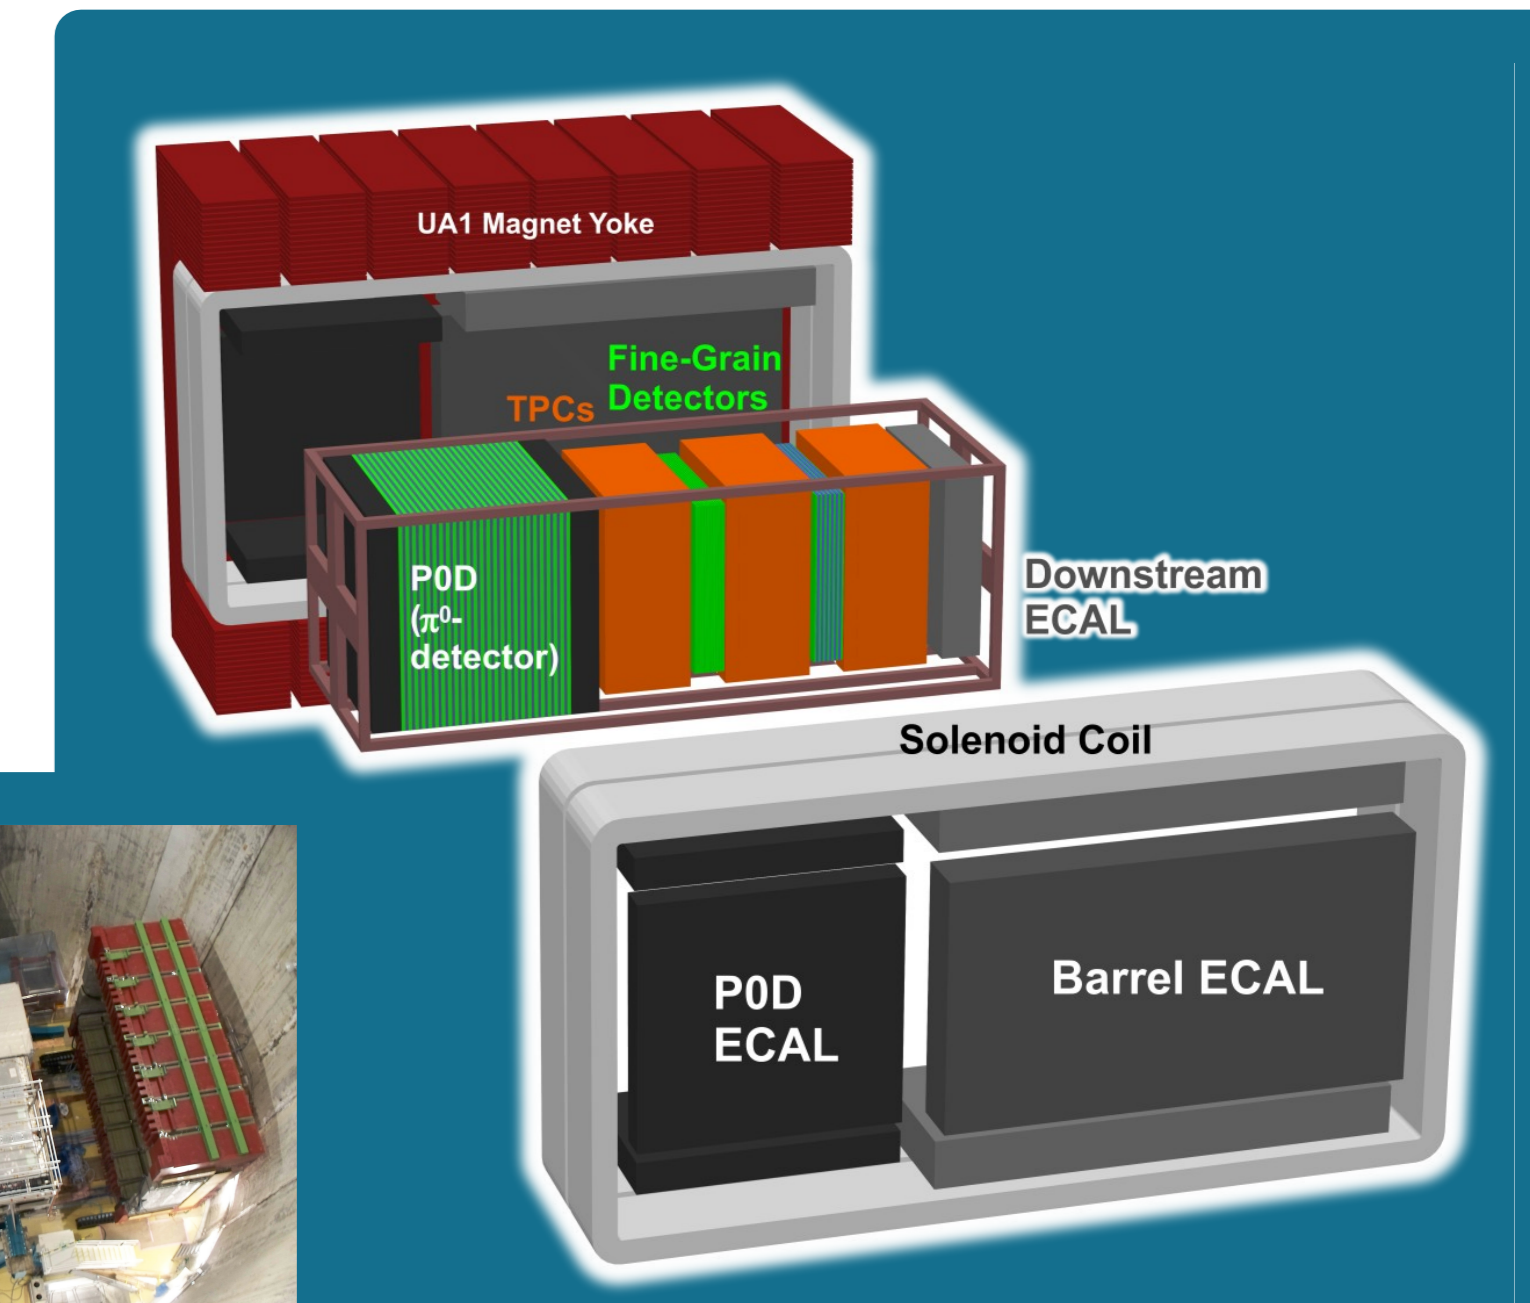 UA1 Magnet Yoke
Fine-Grain
Detectors
TPCs
P0D
(π⁰-
detector)
Downstream
ECAL
Solenoid Coil
P0D
ECAL
Barrel ECAL